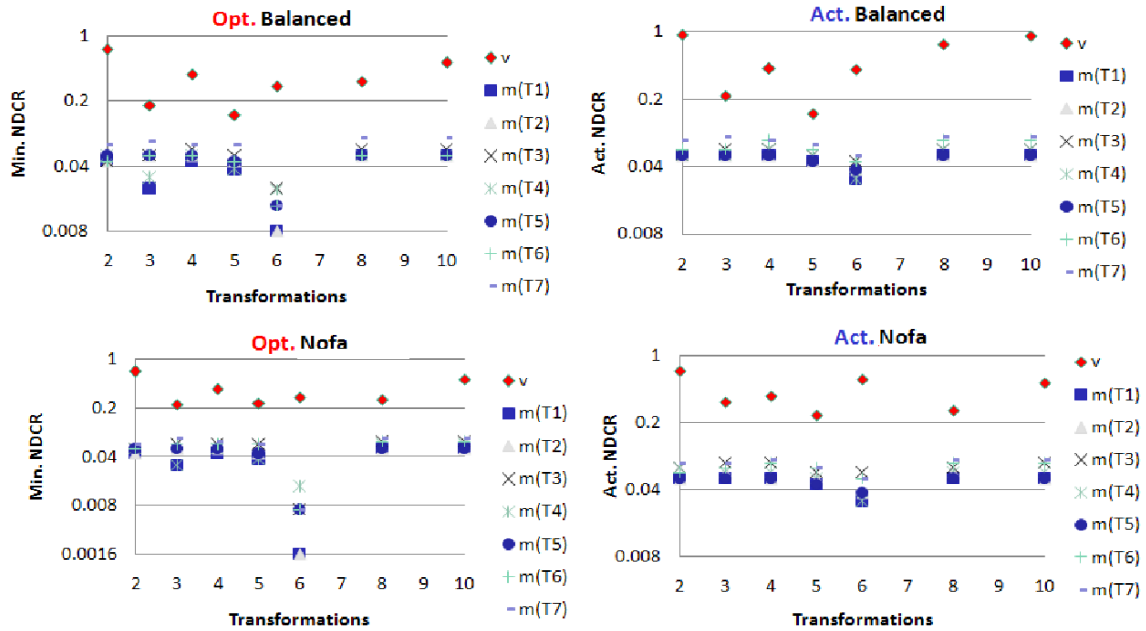 Opt. Balanced
Min. NDCR
1
0.2
0.04
0.008
2 3 4 5 6 7 8 9 10
Transformations
v
m(T1)
m(T2)
m(T3)
m(T4)
m(T5)
m(T6)
m(T7)
Act. Balanced
Act. NDCR
1
0.2
0.04
0.008
2 3 4 5 6 7 8 9 10
Transformations
v
m(T1)
m(T2)
m(T3)
m(T4)
m(T5)
m(T6)
m(T7)
Opt. Nofa
Min. NDCR
1
0.2
0.04
0.008
0.0016
2 3 4 5 6 7 8 9 10
Transformations
v
m(T1)
m(T2)
m(T3)
m(T4)
m(T5)
m(T6)
m(T7)
Act. Nofa
Act. NDCR
1
0.2
0.04
0.008
2 3 4 5 6 7 8 9 10
Transformations
v
m(T1)
m(T2)
m(T3)
m(T4)
m(T5)
m(T6)
m(T7)